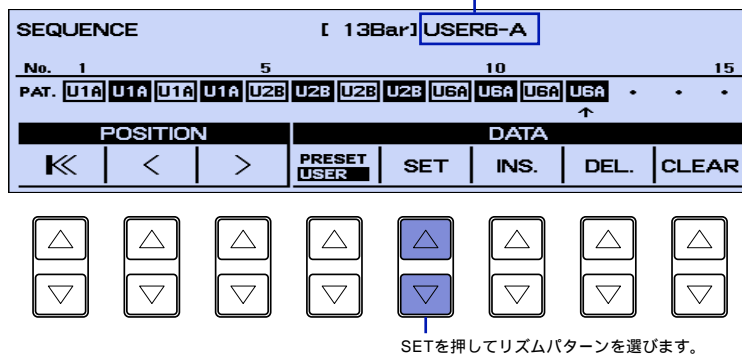 SEQUENCE [ 13Bar] USER6-A
No. 1 5 10 15
PAT. U1A U1A U1A U1A U2B U2B U2B U2B U6A U6A U6A U6A · · ·
↑
POSITION DATA
|≪ < > PRESET USER SET INS. DEL. CLEAR
SETを押してリズムパターンを選びます。